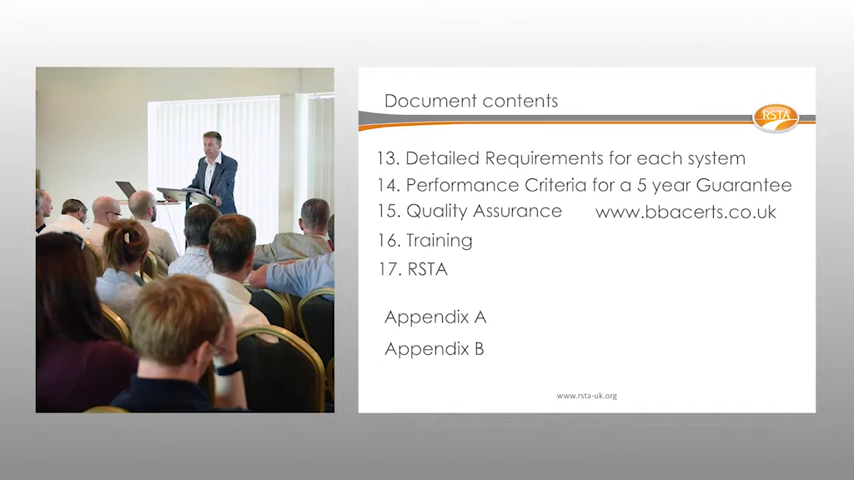 Document contents
RSTA
13. Detailed Requirements for each system
14. Performance Criteria for a 5 year Guarantee
15. Quality Assurance www.bbacerts.co.uk
16. Training
17. RSTA
Appendix A
Appendix B
www.rsta-uk.org